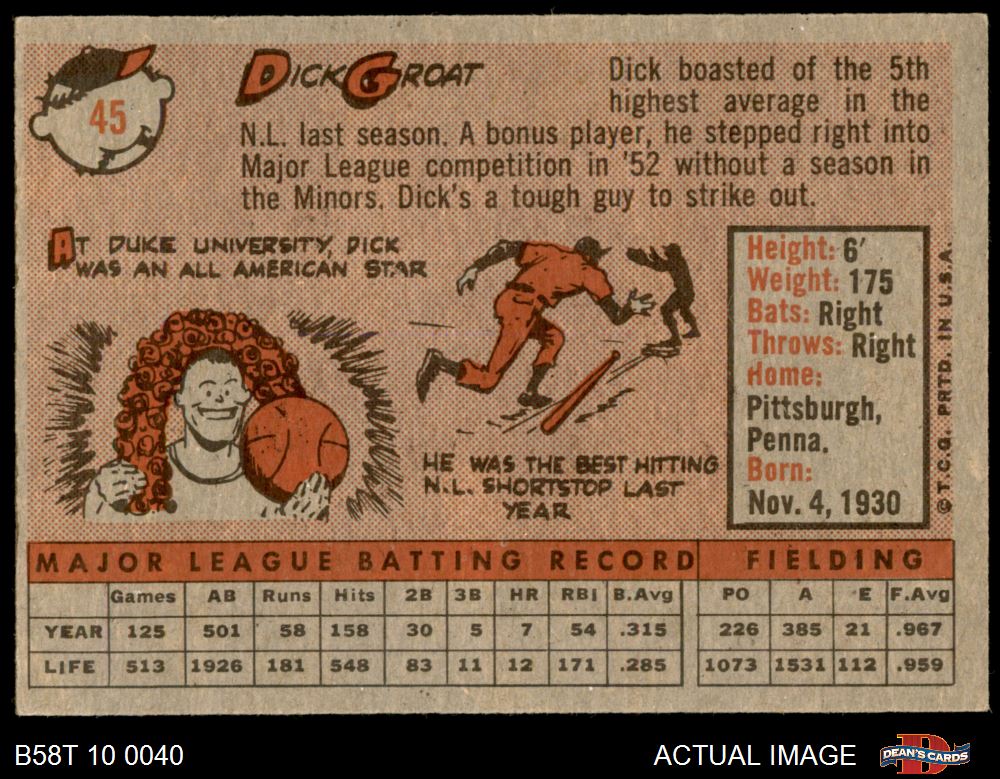 45
DICK GROAT
Dick boasted of the 5th
highest average in the
N.L. last season. A bonus player, he stepped right into
Major League competition in '52 without a season in
the Minors. Dick's a tough guy to strike out.
AT DUKE UNIVERSITY, DICK
WAS AN ALL AMERICAN STAR
HE WAS THE BEST HITTING
N.L. SHORTSTOP LAST
YEAR
Height: 6'
Weight: 175
Bats: Right
Throws: Right
Home:
Pittsburgh,
Penna.
Born:
Nov. 4, 1930
© T.C.G. PRTD. IN U.S.A.
MAJOR LEAGUE BATTING RECORD FIELDING
Games AB Runs Hits 2B 3B HR RBI B.Avg PO A E F.Avg
YEAR 125 501 58 158 30 5 7 54 .315 226 385 21 .967
LIFE 513 1926 181 548 83 11 12 171 .285 1073 1531 112 .959
B58T 10 0040 ACTUAL IMAGE DEAN'S CARDS